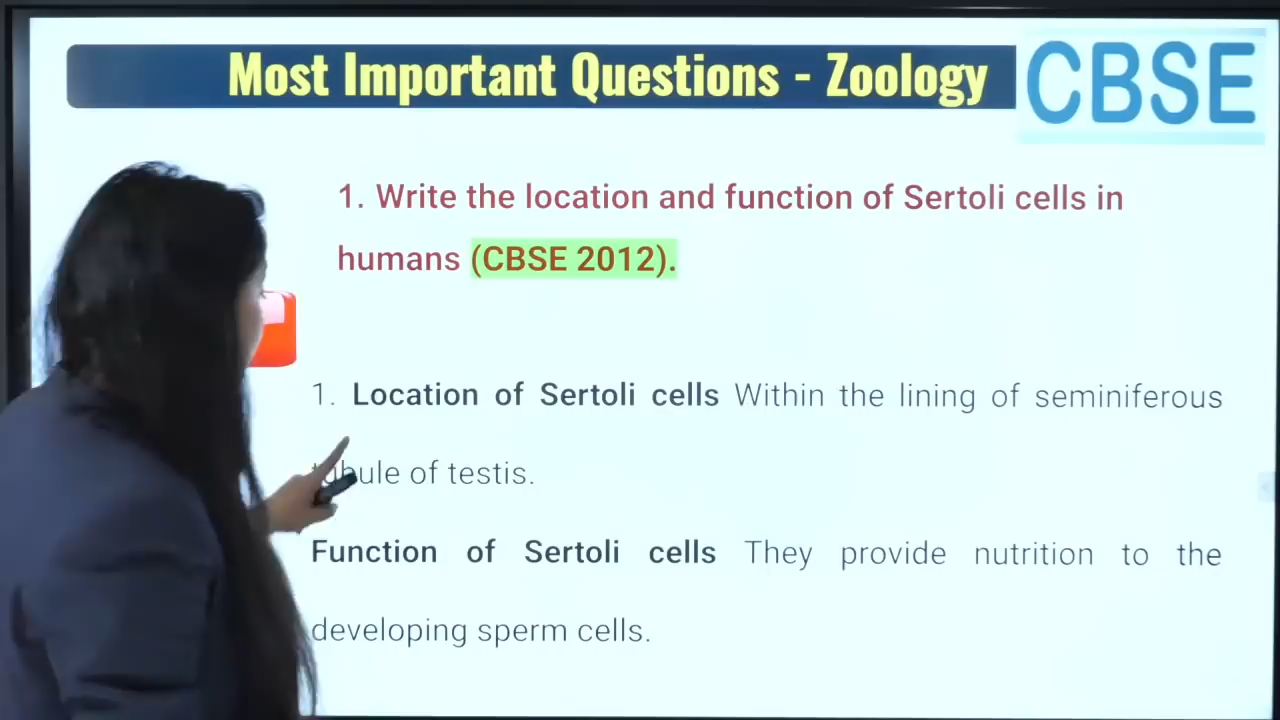 Most Important Questions - Zoology
CBSE
1. Write the location and function of Sertoli cells in
humans (CBSE 2012).
1. Location of Sertoli cells Within the lining of seminiferous
tubule of testis.
Function of Sertoli cells They provide nutrition to the
developing sperm cells.